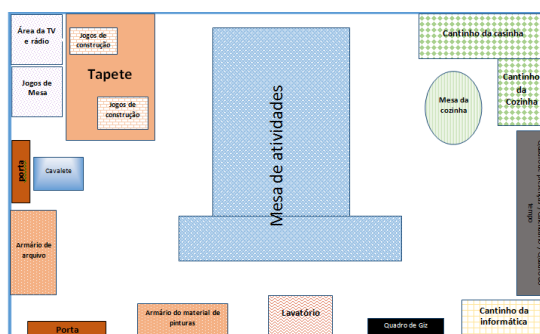 Área da TV
e rádio
Jogos de
construção
Tapete
Jogos de
Mesa
Jogos de
construção
Mesa de atividades
Cantinho da casinha
Cantinho
da
Cozinha
Mesa da
cozinha
porta
Cavalete
tempo
Armário de
arquivo
Porta
Armário do material de
pinturas
Lavatório
Quadro de Giz
Cantinho da
informática